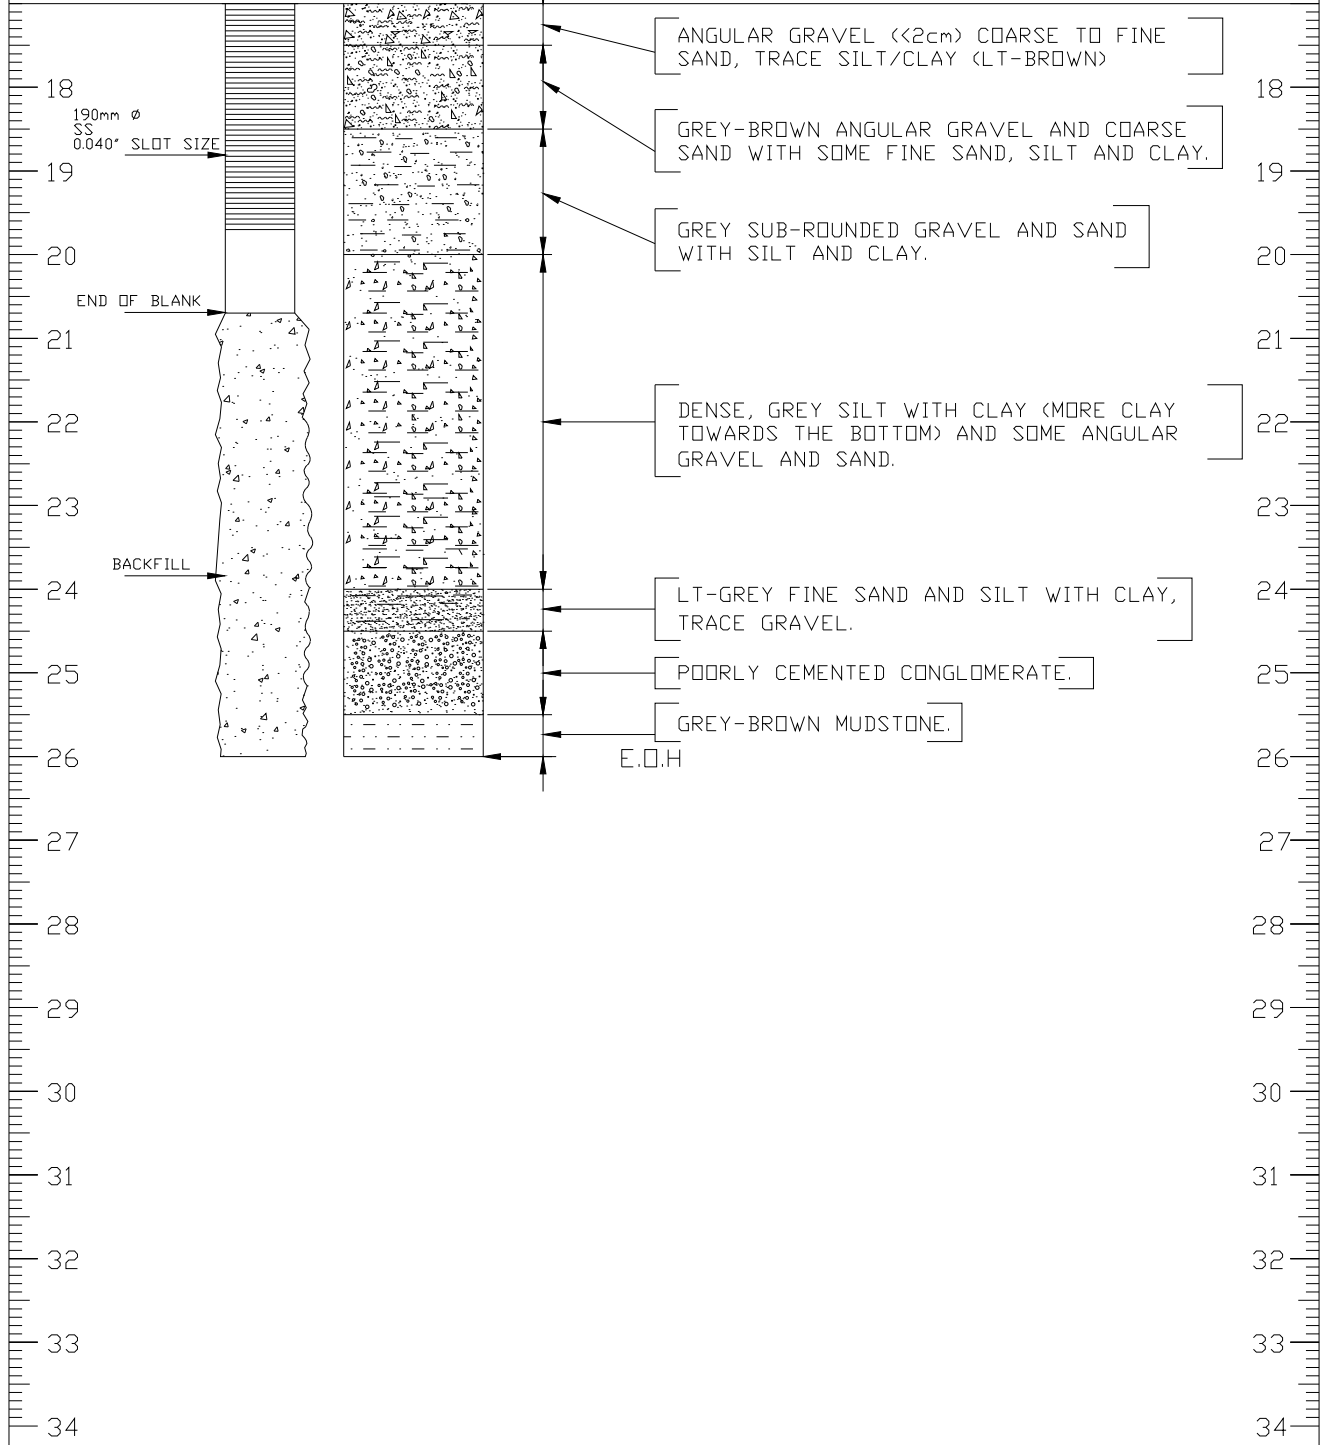 ANGULAR GRAVEL (<2cm) COARSE TO FINE
SAND, TRACE SILT/CLAY (LT-BROWN)
18
18
190mm Ø
SS
0.040" SLOT SIZE
GREY-BROWN ANGULAR GRAVEL AND COARSE
SAND WITH SOME FINE SAND, SILT AND CLAY.
19
19
GREY SUB-ROUNDED GRAVEL AND SAND
WITH SILT AND CLAY.
20
20
END OF BLANK
21
21
DENSE, GREY SILT WITH CLAY (MORE CLAY
TOWARDS THE BOTTOM) AND SOME ANGULAR
GRAVEL AND SAND.
22
22
23
23
BACKFILL
24
24
LT-GREY FINE SAND AND SILT WITH CLAY,
TRACE GRAVEL.
25
25
POORLY CEMENTED CONGLOMERATE.
GREY-BROWN MUDSTONE.
26
E.O.H
26
27
27
28
28
29
29
30
30
31
31
32
32
33
33
34
34